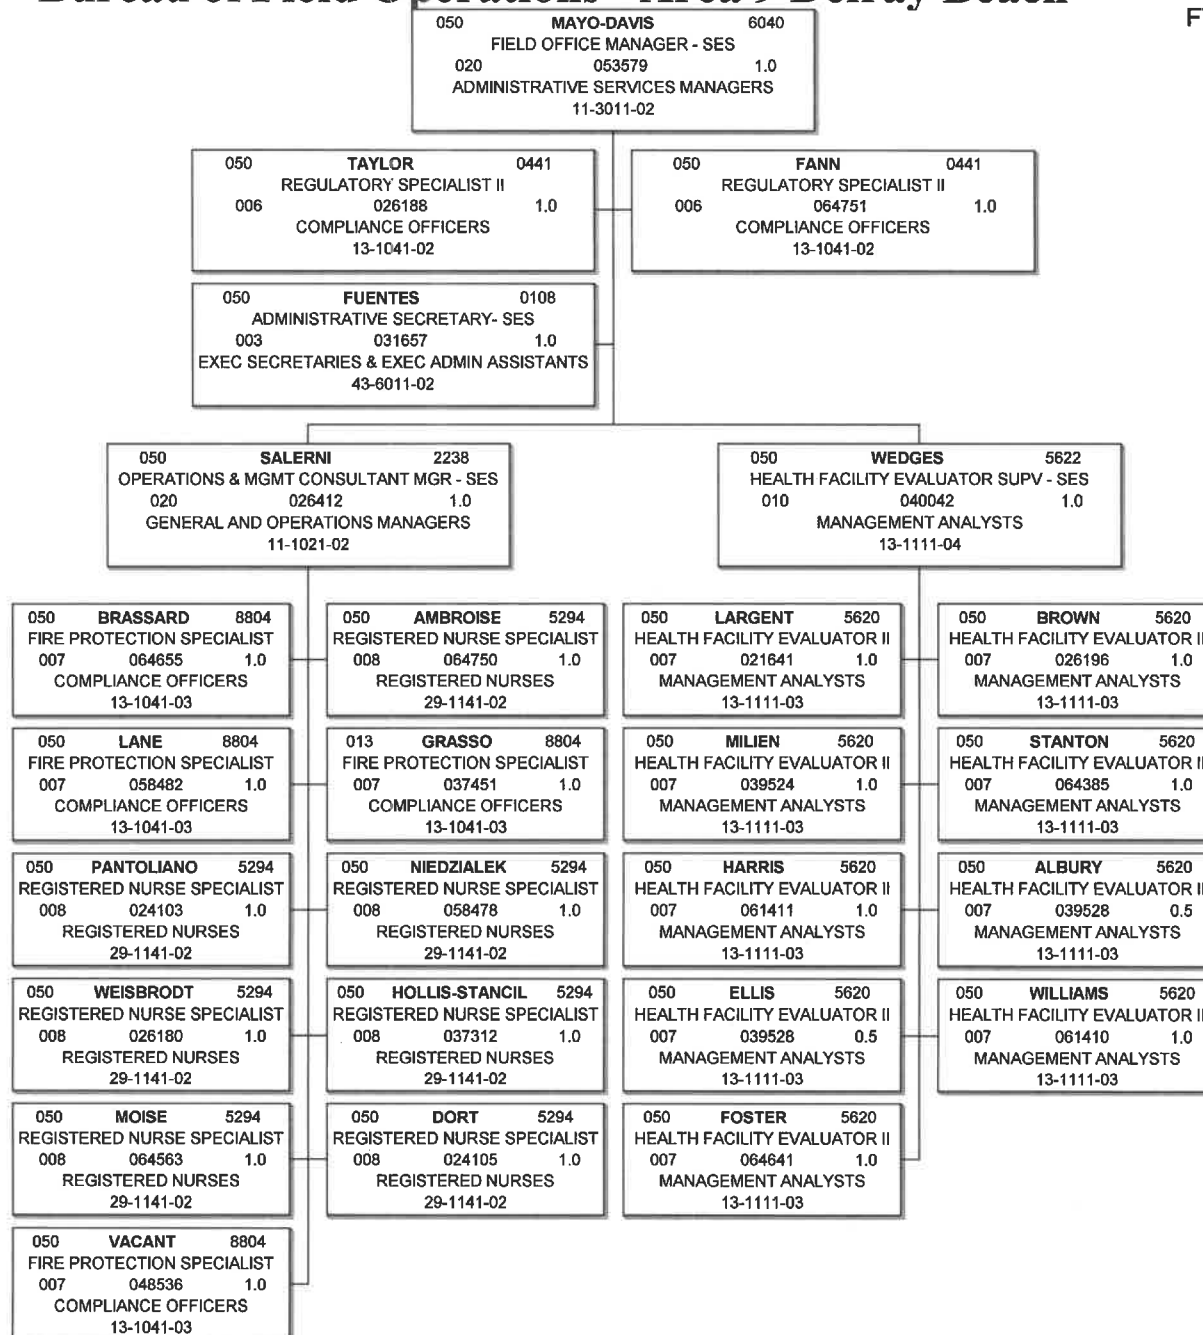 Bureau of Field Operations - Area 9 Delray Beach
F
050 MAYO-DAVIS 6040
FIELD OFFICE MANAGER - SES
020 053579 1.0
ADMINISTRATIVE SERVICES MANAGERS
11-3011-02
050 TAYLOR 0441
REGULATORY SPECIALIST II
006 026188 1.0
COMPLIANCE OFFICERS
13-1041-02
050 FANN 0441
REGULATORY SPECIALIST II
006 064751 1.0
COMPLIANCE OFFICERS
13-1041-02
050 FUENTES 0108
ADMINISTRATIVE SECRETARY- SES
003 031657 1.0
EXEC SECRETARIES & EXEC ADMIN ASSISTANTS
43-6011-02
050 SALERNI 2238
OPERATIONS & MGMT CONSULTANT MGR - SES
020 026412 1.0
GENERAL AND OPERATIONS MANAGERS
11-1021-02
050 WEDGES 5622
HEALTH FACILITY EVALUATOR SUPV - SES
010 040042 1.0
MANAGEMENT ANALYSTS
13-1111-04
050 BRASSARD 8804
FIRE PROTECTION SPECIALIST
007 064655 1.0
COMPLIANCE OFFICERS
13-1041-03
050 AMBROISE 5294
REGISTERED NURSE SPECIALIST
008 064750 1.0
REGISTERED NURSES
29-1141-02
050 LARGENT 5620
HEALTH FACILITY EVALUATOR II
007 021641 1.0
MANAGEMENT ANALYSTS
13-1111-03
050 BROWN 5620
HEALTH FACILITY EVALUATOR II
007 026196 1.0
MANAGEMENT ANALYSTS
13-1111-03
050 LANE 8804
FIRE PROTECTION SPECIALIST
007 058482 1.0
COMPLIANCE OFFICERS
13-1041-03
013 GRASSO 8804
FIRE PROTECTION SPECIALIST
007 037451 1.0
COMPLIANCE OFFICERS
13-1041-03
050 MILIEN 5620
HEALTH FACILITY EVALUATOR II
007 039524 1.0
MANAGEMENT ANALYSTS
13-1111-03
050 STANTON 5620
HEALTH FACILITY EVALUATOR II
007 064385 1.0
MANAGEMENT ANALYSTS
13-1111-03
050 PANTOLIANO 5294
REGISTERED NURSE SPECIALIST
008 024103 1.0
REGISTERED NURSES
29-1141-02
050 NIEDZIALEK 5294
REGISTERED NURSE SPECIALIST
008 058478 1.0
REGISTERED NURSES
29-1141-02
050 HARRIS 5620
HEALTH FACILITY EVALUATOR II
007 061411 1.0
MANAGEMENT ANALYSTS
13-1111-03
050 ALBURY 5620
HEALTH FACILITY EVALUATOR II
007 039528 0.5
MANAGEMENT ANALYSTS
13-1111-03
050 WEISBRODT 5294
REGISTERED NURSE SPECIALIST
008 026180 1.0
REGISTERED NURSES
29-1141-02
050 HOLLIS-STANCIL 5294
REGISTERED NURSE SPECIALIST
008 037312 1.0
REGISTERED NURSES
29-1141-02
050 ELLIS 5620
HEALTH FACILITY EVALUATOR II
007 039528 0.5
MANAGEMENT ANALYSTS
13-1111-03
050 WILLIAMS 5620
HEALTH FACILITY EVALUATOR II
007 061410 1.0
MANAGEMENT ANALYSTS
13-1111-03
050 MOISE 5294
REGISTERED NURSE SPECIALIST
008 064563 1.0
REGISTERED NURSES
29-1141-02
050 DORT 5294
REGISTERED NURSE SPECIALIST
008 024105 1.0
REGISTERED NURSES
29-1141-02
050 FOSTER 5620
HEALTH FACILITY EVALUATOR II
007 064641 1.0
MANAGEMENT ANALYSTS
13-1111-03
050 VACANT 8804
FIRE PROTECTION SPECIALIST
007 048536 1.0
COMPLIANCE OFFICERS
13-1041-03